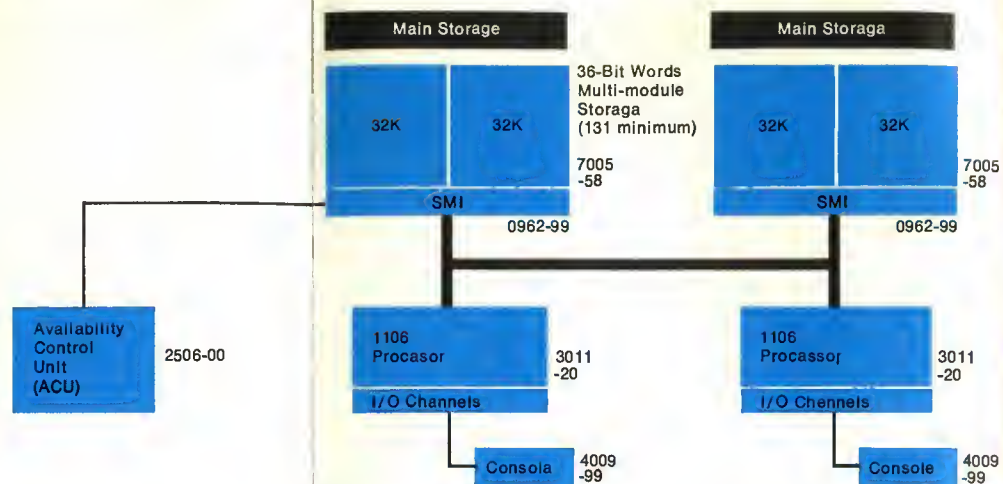 Main Storage
32K
32K
36-Bit Words
Multi-module
Storaga
(131 minimum)
7005
-58
SMI
0962-99
Main Storaga
32K
32K
7005
-58
SMI
0962-99
Availability
Control
Unit
(ACU)
2506-00
1106
Procasor
3011
-20
I/O Channels
Consola
4009
-99
1106
Procassor
3011
-20
I/O Chennels
Console
4009
-99